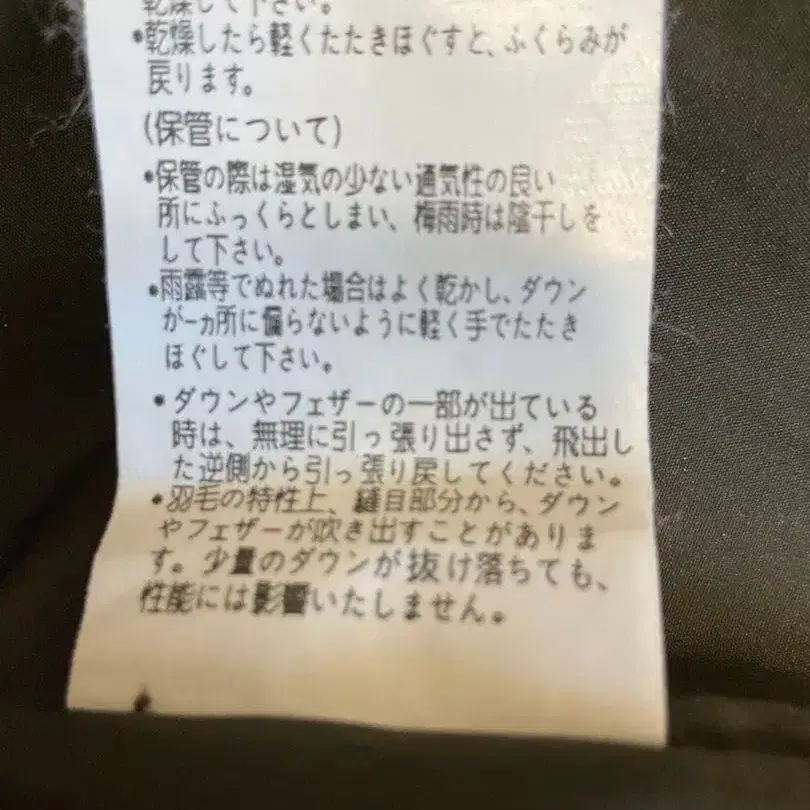 乾燥して下さい。
•乾燥したら軽くたたきほぐすと、ふくらみが
戻ります。
(保管について)
•保管の際は湿気の少ない通気性の良い
所にふっくらとしまい、梅雨時は陰干しを
して下さい。
•雨露等でぬれた場合はよく乾かし、ダウン
が一ヵ所に偏らないように軽く手でたたき
ほぐして下さい。
•ダウンやフェザーの一部が出ている
時は、無理に引っ張り出さず、飛出し
た逆側から引っ張り戻してください。
•羽毛の特性上、縫目部分から、ダウン
やフェザーが吹き出すことがありま
す。少量のダウンが抜け落ちても、
性能には影響いたしません。